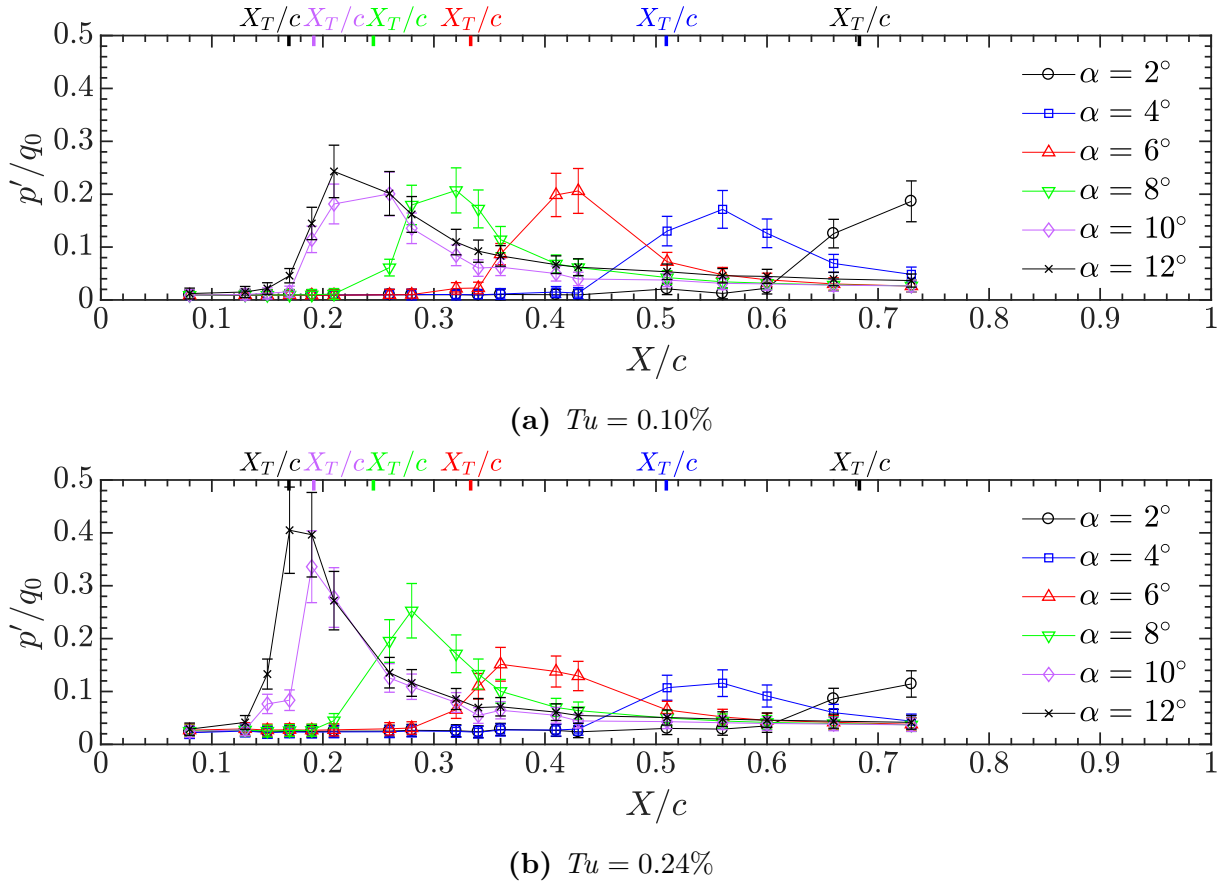 X_T/c X_T/c X_T/c X_T/c X_T/c X_T/c
0.5
0.4
0.3
0.2
0.1
0
p′/q₀
α = 2°
α = 4°
α = 6°
α = 8°
α = 10°
α = 12°
0 0.1 0.2 0.3 0.4 0.5 0.6 0.7 0.8 0.9 1
X/c
(a) Tu = 0.10%
X_T/c X_T/c X_T/c X_T/c X_T/c X_T/c
0.5
0.4
0.3
0.2
0.1
0
p′/q₀
α = 2°
α = 4°
α = 6°
α = 8°
α = 10°
α = 12°
0 0.1 0.2 0.3 0.4 0.5 0.6 0.7 0.8 0.9 1
X/c
(b) Tu = 0.24%